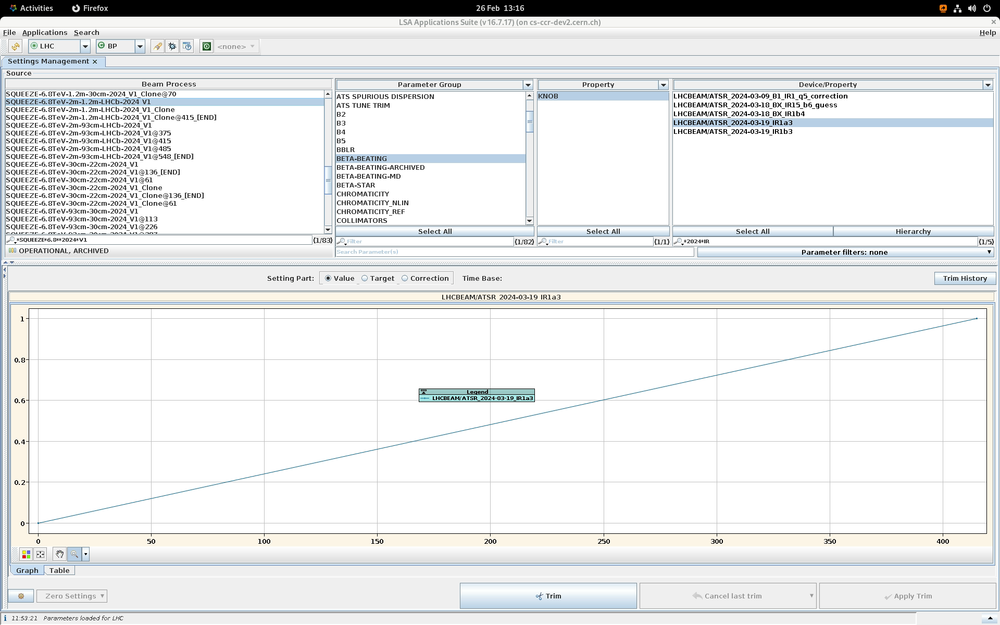 Activities Firefox 26 Feb 13:16
LSA Applications Suite (v 16.7.17) (on cs-ccr-dev2.cern.ch)
File Applications Search Help
LHC BP <none>
Settings Management
Source
Beam Process
SQUEEZE-6.8TeV-1.2m-30cm-2024_V1_Clone@70
SQUEEZE-6.8TeV-2m-1.2m-LHCb-2024_V1
SQUEEZE-6.8TeV-2m-1.2m-LHCb-2024_V1_Clone
SQUEEZE-6.8TeV-2m-1.2m-LHCb-2024_V1_Clone@415_[END]
SQUEEZE-6.8TeV-2m-93cm-LHCb-2024_V1
SQUEEZE-6.8TeV-2m-93cm-LHCb-2024_V1@375
SQUEEZE-6.8TeV-2m-93cm-LHCb-2024_V1@415
SQUEEZE-6.8TeV-2m-93cm-LHCb-2024_V1@485
SQUEEZE-6.8TeV-2m-93cm-LHCb-2024_V1@548_[END]
SQUEEZE-6.8TeV-30cm-22cm-2024_V1
SQUEEZE-6.8TeV-30cm-22cm-2024_V1@136_[END]
SQUEEZE-6.8TeV-30cm-22cm-2024_V1@61
SQUEEZE-6.8TeV-30cm-22cm-2024_V1_Clone
SQUEEZE-6.8TeV-30cm-22cm-2024_V1_Clone@136_[END]
SQUEEZE-6.8TeV-30cm-22cm-2024_V1_Clone@61
SQUEEZE-6.8TeV-93cm-30cm-2024_V1
SQUEEZE-6.8TeV-93cm-30cm-2024_V1@113
SQUEEZE-6.8TeV-93cm-30cm-2024_V1@226
*SQUEEZE*6.8**2024*V1 (1/83)
OPERATIONAL, ARCHIVED
Parameter Group
ATS SPURIOUS DISPERSION
ATS TUNE TRIM
B2
B3
B4
B5
BBLR
BETA-BEATING
BETA-BEATING-ARCHIVED
BETA-BEATING-MD
BETA-STAR
CHROMATICITY
CHROMATICITY_NLIN
CHROMATICITY_REF
COLLIMATORS
Select All
Filter (1/82)
Property
KNOB
Select All
Filter (1/1)
Device/Property
LHCBEAM/ATSR_2024-03-09_B1_IR1_q5_correction
LHCBEAM/ATSR_2024-03-18_BX_IR15_b6_guess
LHCBEAM/ATSR_2024-03-18_BX_IR1b4
LHCBEAM/ATSR_2024-03-19_IR1a3
LHCBEAM/ATSR_2024-03-19_IR1b3
Select All Hierarchy
*2024*IR (1/5)
Search Parameter(s) Parameter filters: none
Setting Part: Value Target Correction Time Base: Trim History
LHCBEAM/ATSR_2024-03-19_IR1a3
1
0.8
0.6
0.4
0.2
0
Legend
LHCBEAM/ATSR_2024-03-19_IR1a3
0 50 100 150 200 250 300 350 400
Graph Table
Zero Settings Trim Cancel last trim Apply Trim
11:53:21 Parameters loaded for LHC